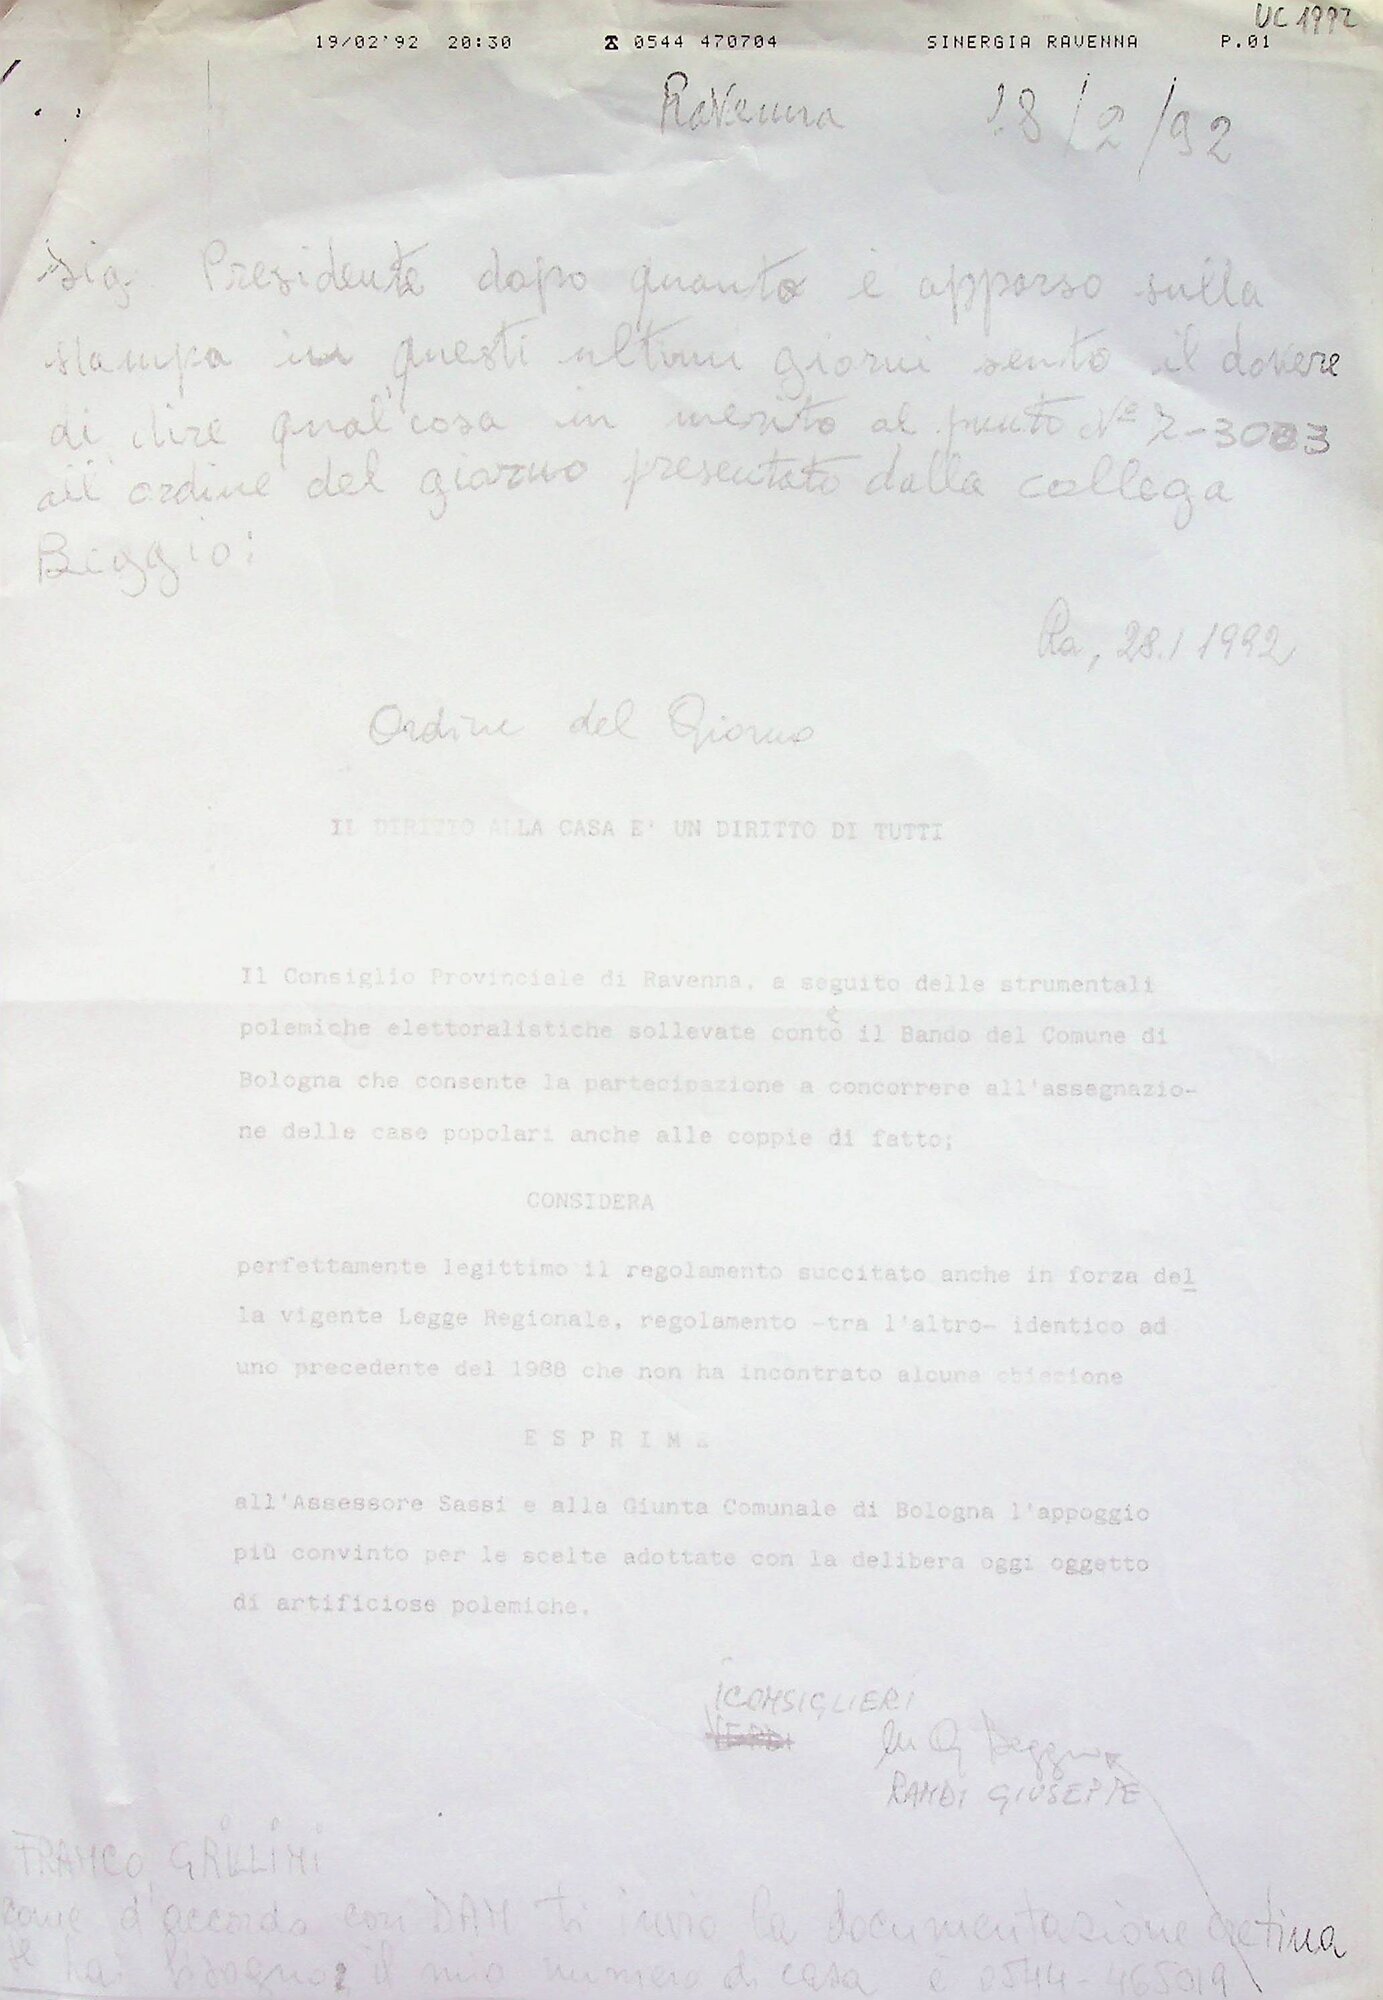 UC 1992
19/02'92 20:30 ☎ 0544 470704 SINERGIA RAVENNA P.01
Ravenna 18/2/92
Sig. Presidente dopo quanto è apparso sulla
stampa in questi ultimi giorni sento il dovere
di dire qual'cosa in merito al punto N°
all'ordine del giorno presentato dalla collega
Beggio:
Ra, 28.1 1992
Ordine del Giorno
IL DIRITTO ALLA CASA E' UN DIRITTO DI TUTTI
Il Consiglio Provinciale di Ravenna, a seguito delle strumentali
polemiche elettoralistiche sollevate il Bando del Comune di
Bologna che consente la partecipazione a concorrere all'assegnazio-
ne delle case popolari anche alle coppie di fatto;
CONSIDERA
perfettamente legittimo il regolamento succitato anche in forza del
la vigente Legge Regionale, regolamento -tra l'altro- identico ad
uno precedente del 1988 che non ha incontrato alcuna obiezione
E S P R I M E
all'Assessore Sassi e alla Giunta Comunale di Bologna l'appoggio
più convinto per le scelte adottate con la delibera oggi oggetto
di artificiose polemiche.
I CONSIGLIERI
VERDI
Beggio
RANDI GIUSEPPE
FRANCO GRILLINI
come d'accordo con DAM ti invio la documentazione cretina
se hai bisogno il mio numero di casa è 0544-465019